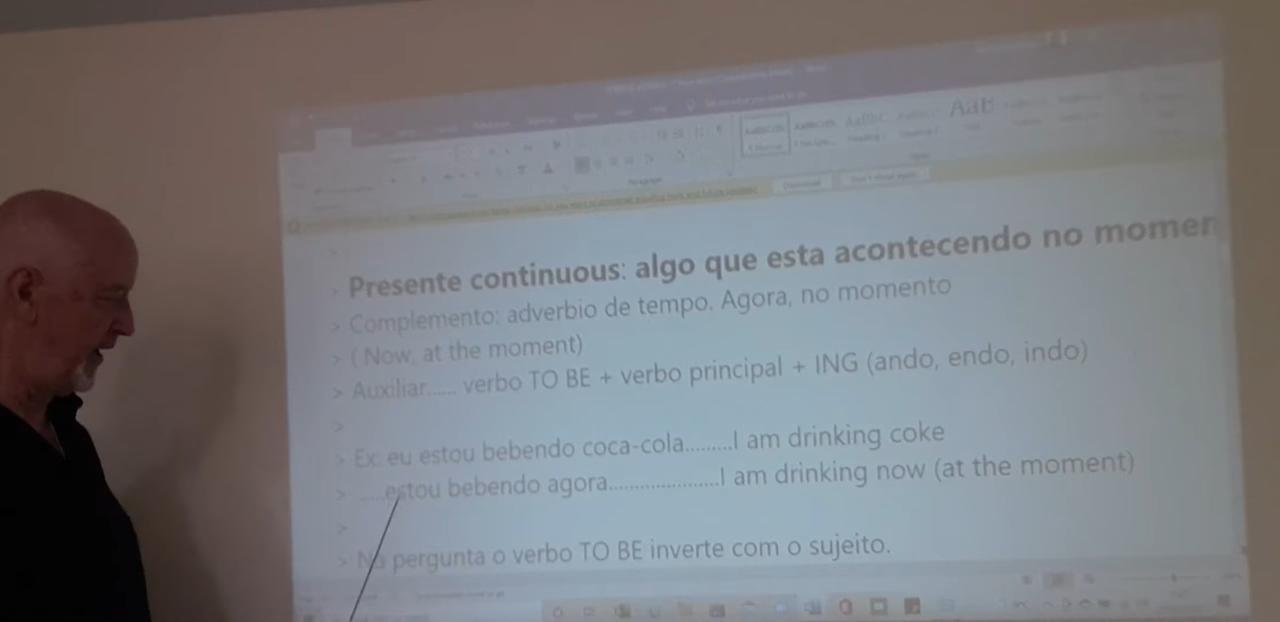 Presente continuous: algo que esta acontecendo no momen
> Complemento: adverbio de tempo. Agora, no momento
> ( Now, at the moment)
> Auxiliar...... verbo TO BE + verbo principal + ING (ando, endo, indo)
>
> Ex: eu estou bebendo coca-cola.........I am drinking coke
> .....estou bebendo agora.....................I am drinking now (at the moment)
>
> Na pergunta o verbo TO BE inverte com o sujeito.